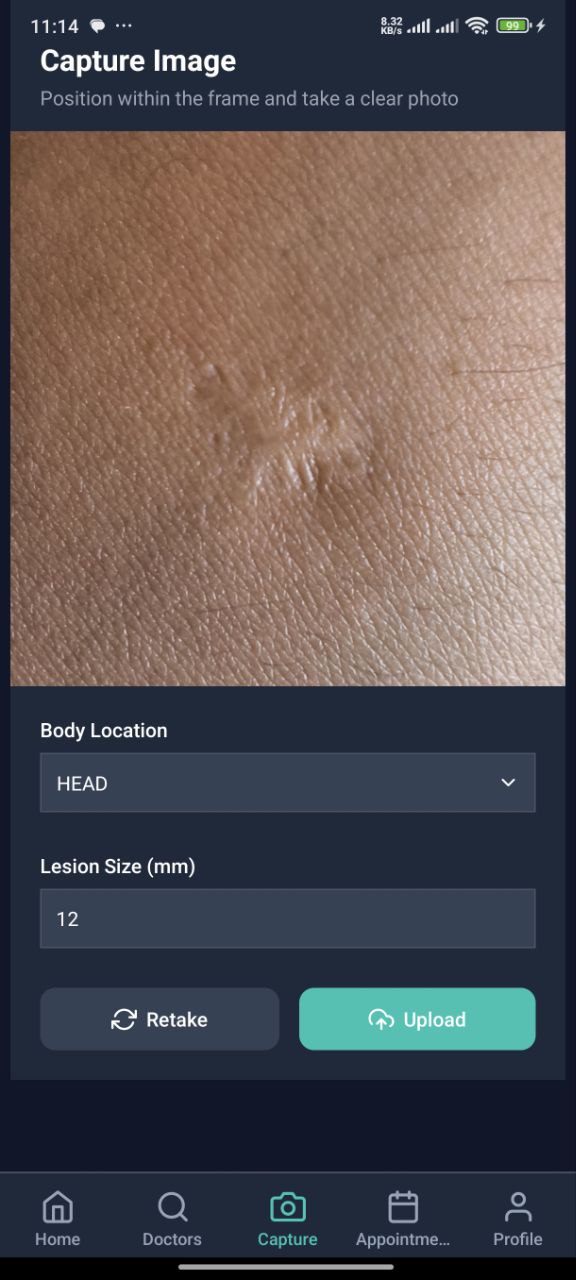 11:14
8.32
KB/s
99
Capture Image
Position within the frame and take a clear photo
Body Location
HEAD
Lesion Size (mm)
12
Retake
Upload
Home
Doctors
Capture
Appointme...
Profile